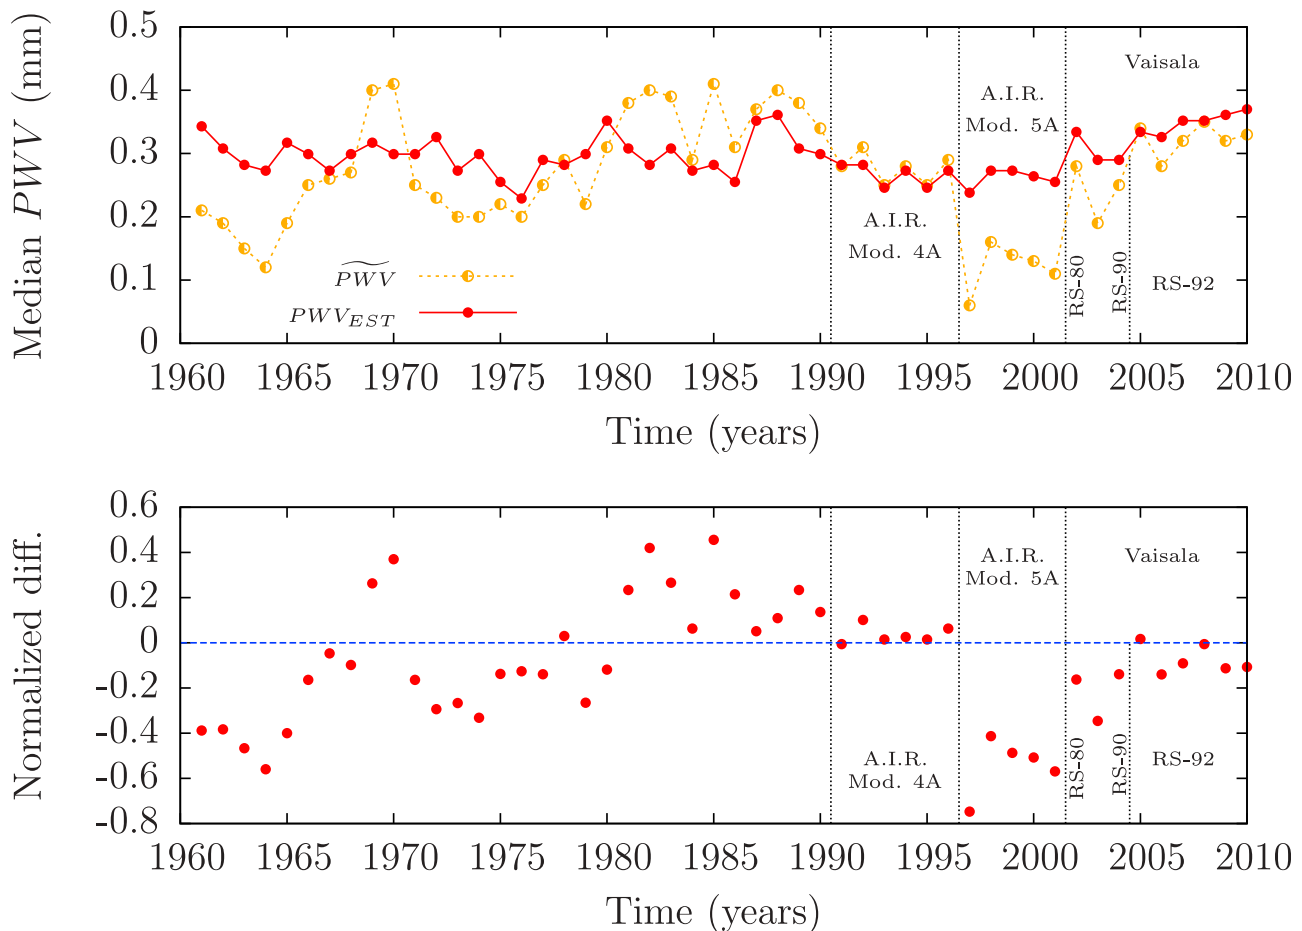 0.5
0.4
0.3
0.2
0.1
0
Median PWV (mm)
Vaisala
A.I.R.
Mod. 5A
A.I.R.
Mod. 4A
RS-80
RS-90
RS-92
PWV
PWV_EST
1960 1965 1970 1975 1980 1985 1990 1995 2000 2005 2010
Time (years)
0.6
0.4
0.2
0
-0.2
-0.4
-0.6
-0.8
Normalized diff.
A.I.R.
Mod. 5A
Vaisala
A.I.R.
Mod. 4A
RS-80
RS-90
RS-92
1960 1965 1970 1975 1980 1985 1990 1995 2000 2005 2010
Time (years)